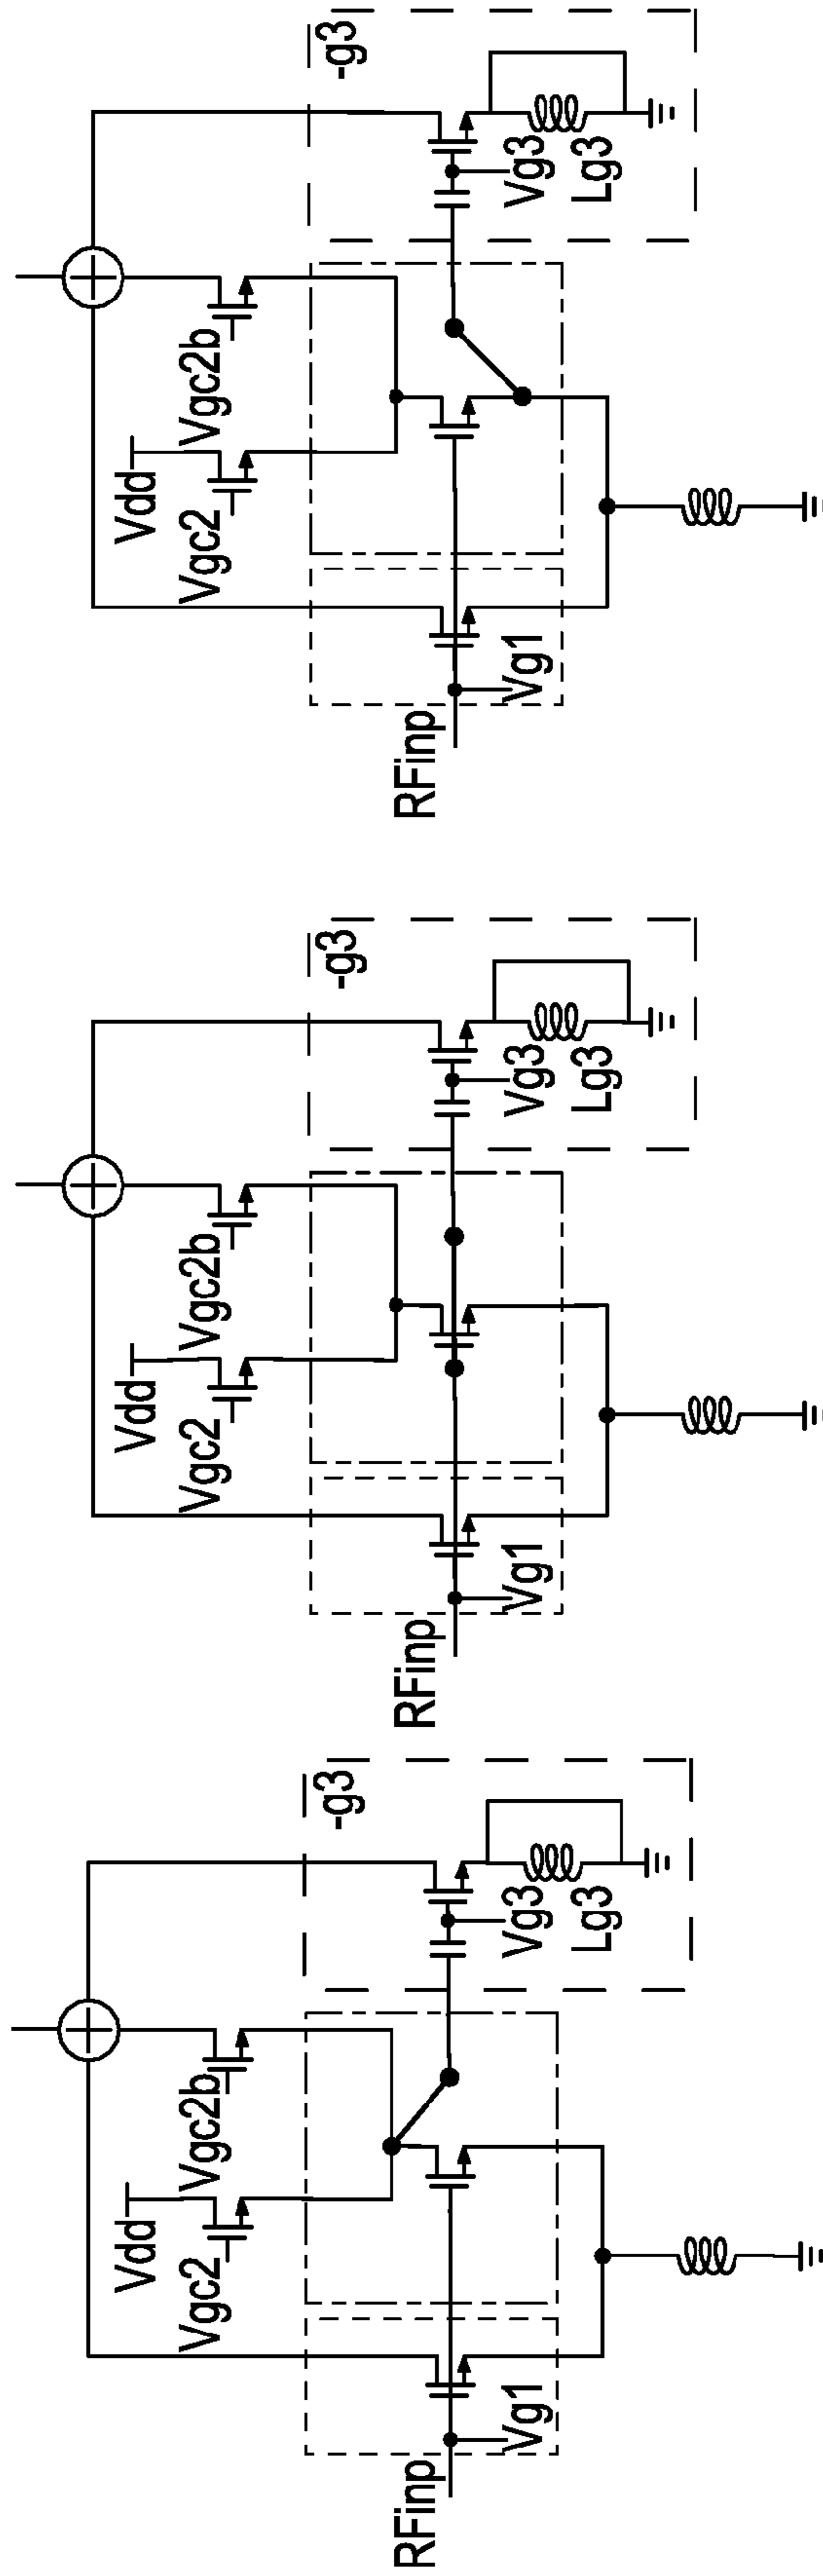 -g3
Vdd
Vgc2
Vgc2b
Vg3
Lg3
RFinp
Vg1
-g3
Vdd
Vgc2
Vgc2b
Vg3
Lg3
RFinp
Vg1
-g3
Vdd
Vgc2
Vgc2b
Vg3
Lg3
RFinp
Vg1